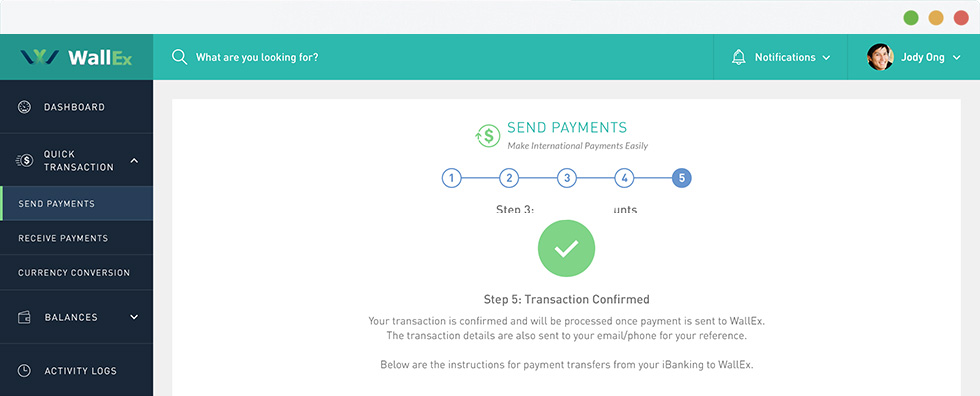 WallEx
What are you looking for?
Notifications
Jody Ong
DASHBOARD
QUICK
TRANSACTION
SEND PAYMENTS
RECEIVE PAYMENTS
CURRENCY CONVERSION
BALANCES
ACTIVITY LOGS
$ SEND PAYMENTS
Make International Payments Easily
1 2 3 4 5
Step 3:
Step 5: Transaction Confirmed
Your transaction is confirmed and will be processed once payment is sent to WallEx.
The transaction details are also sent to your email/phone for your reference.
Below are the instructions for payment transfers from your iBanking to WallEx.